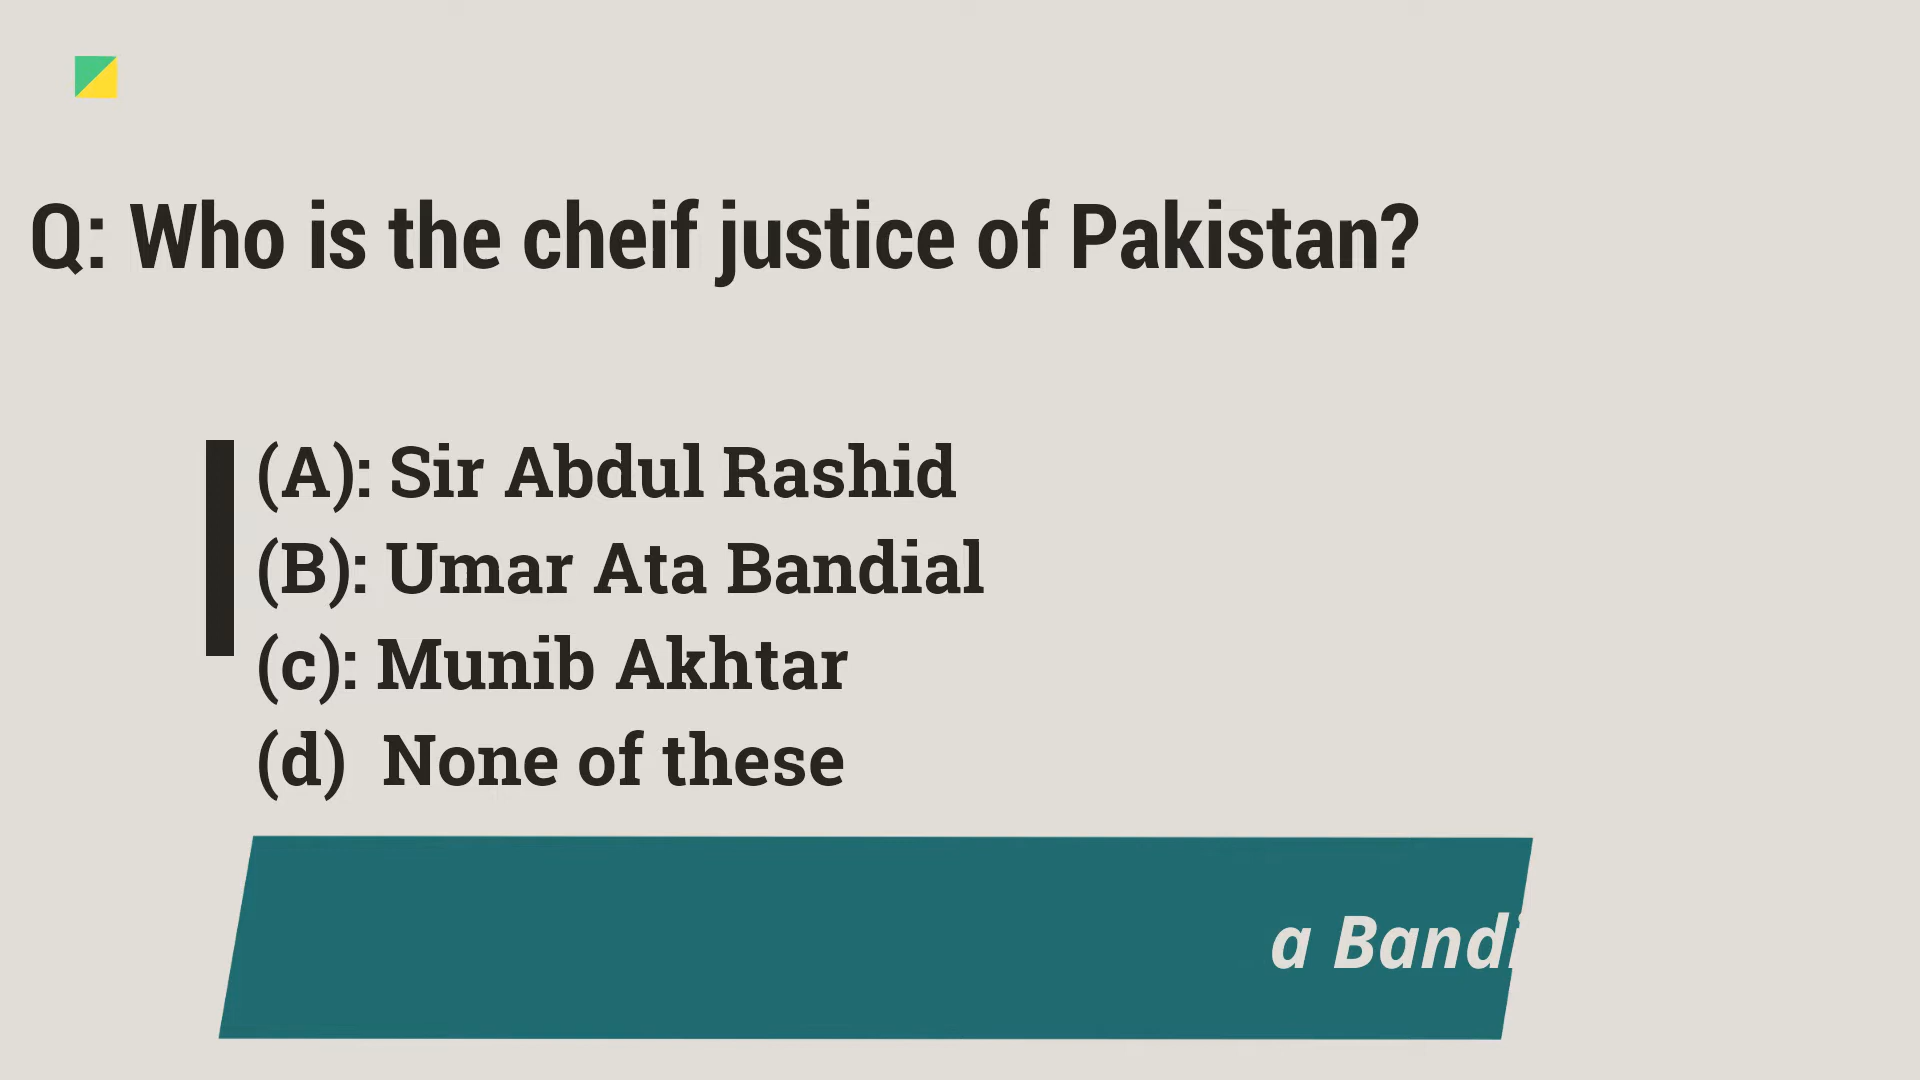 Q: Who is the cheif justice of Pakistan?
(A): Sir Abdul Rashid
(B): Umar Ata Bandial
(c): Munib Akhtar
(d) None of these
a Bandi